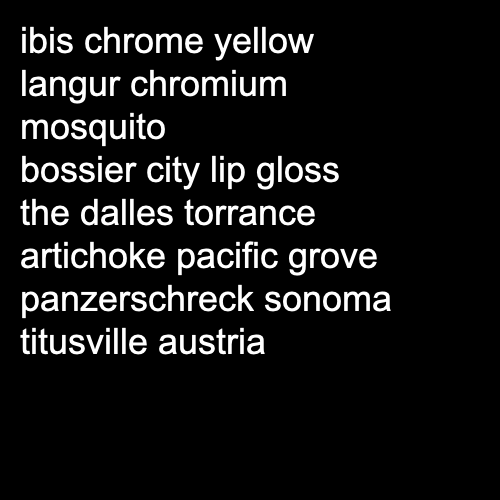 ibis chrome yellow
langur chromium
mosquito
bossier city lip gloss
the dalles torrance
artichoke pacific grove
panzerschreck sonoma
titusville austria